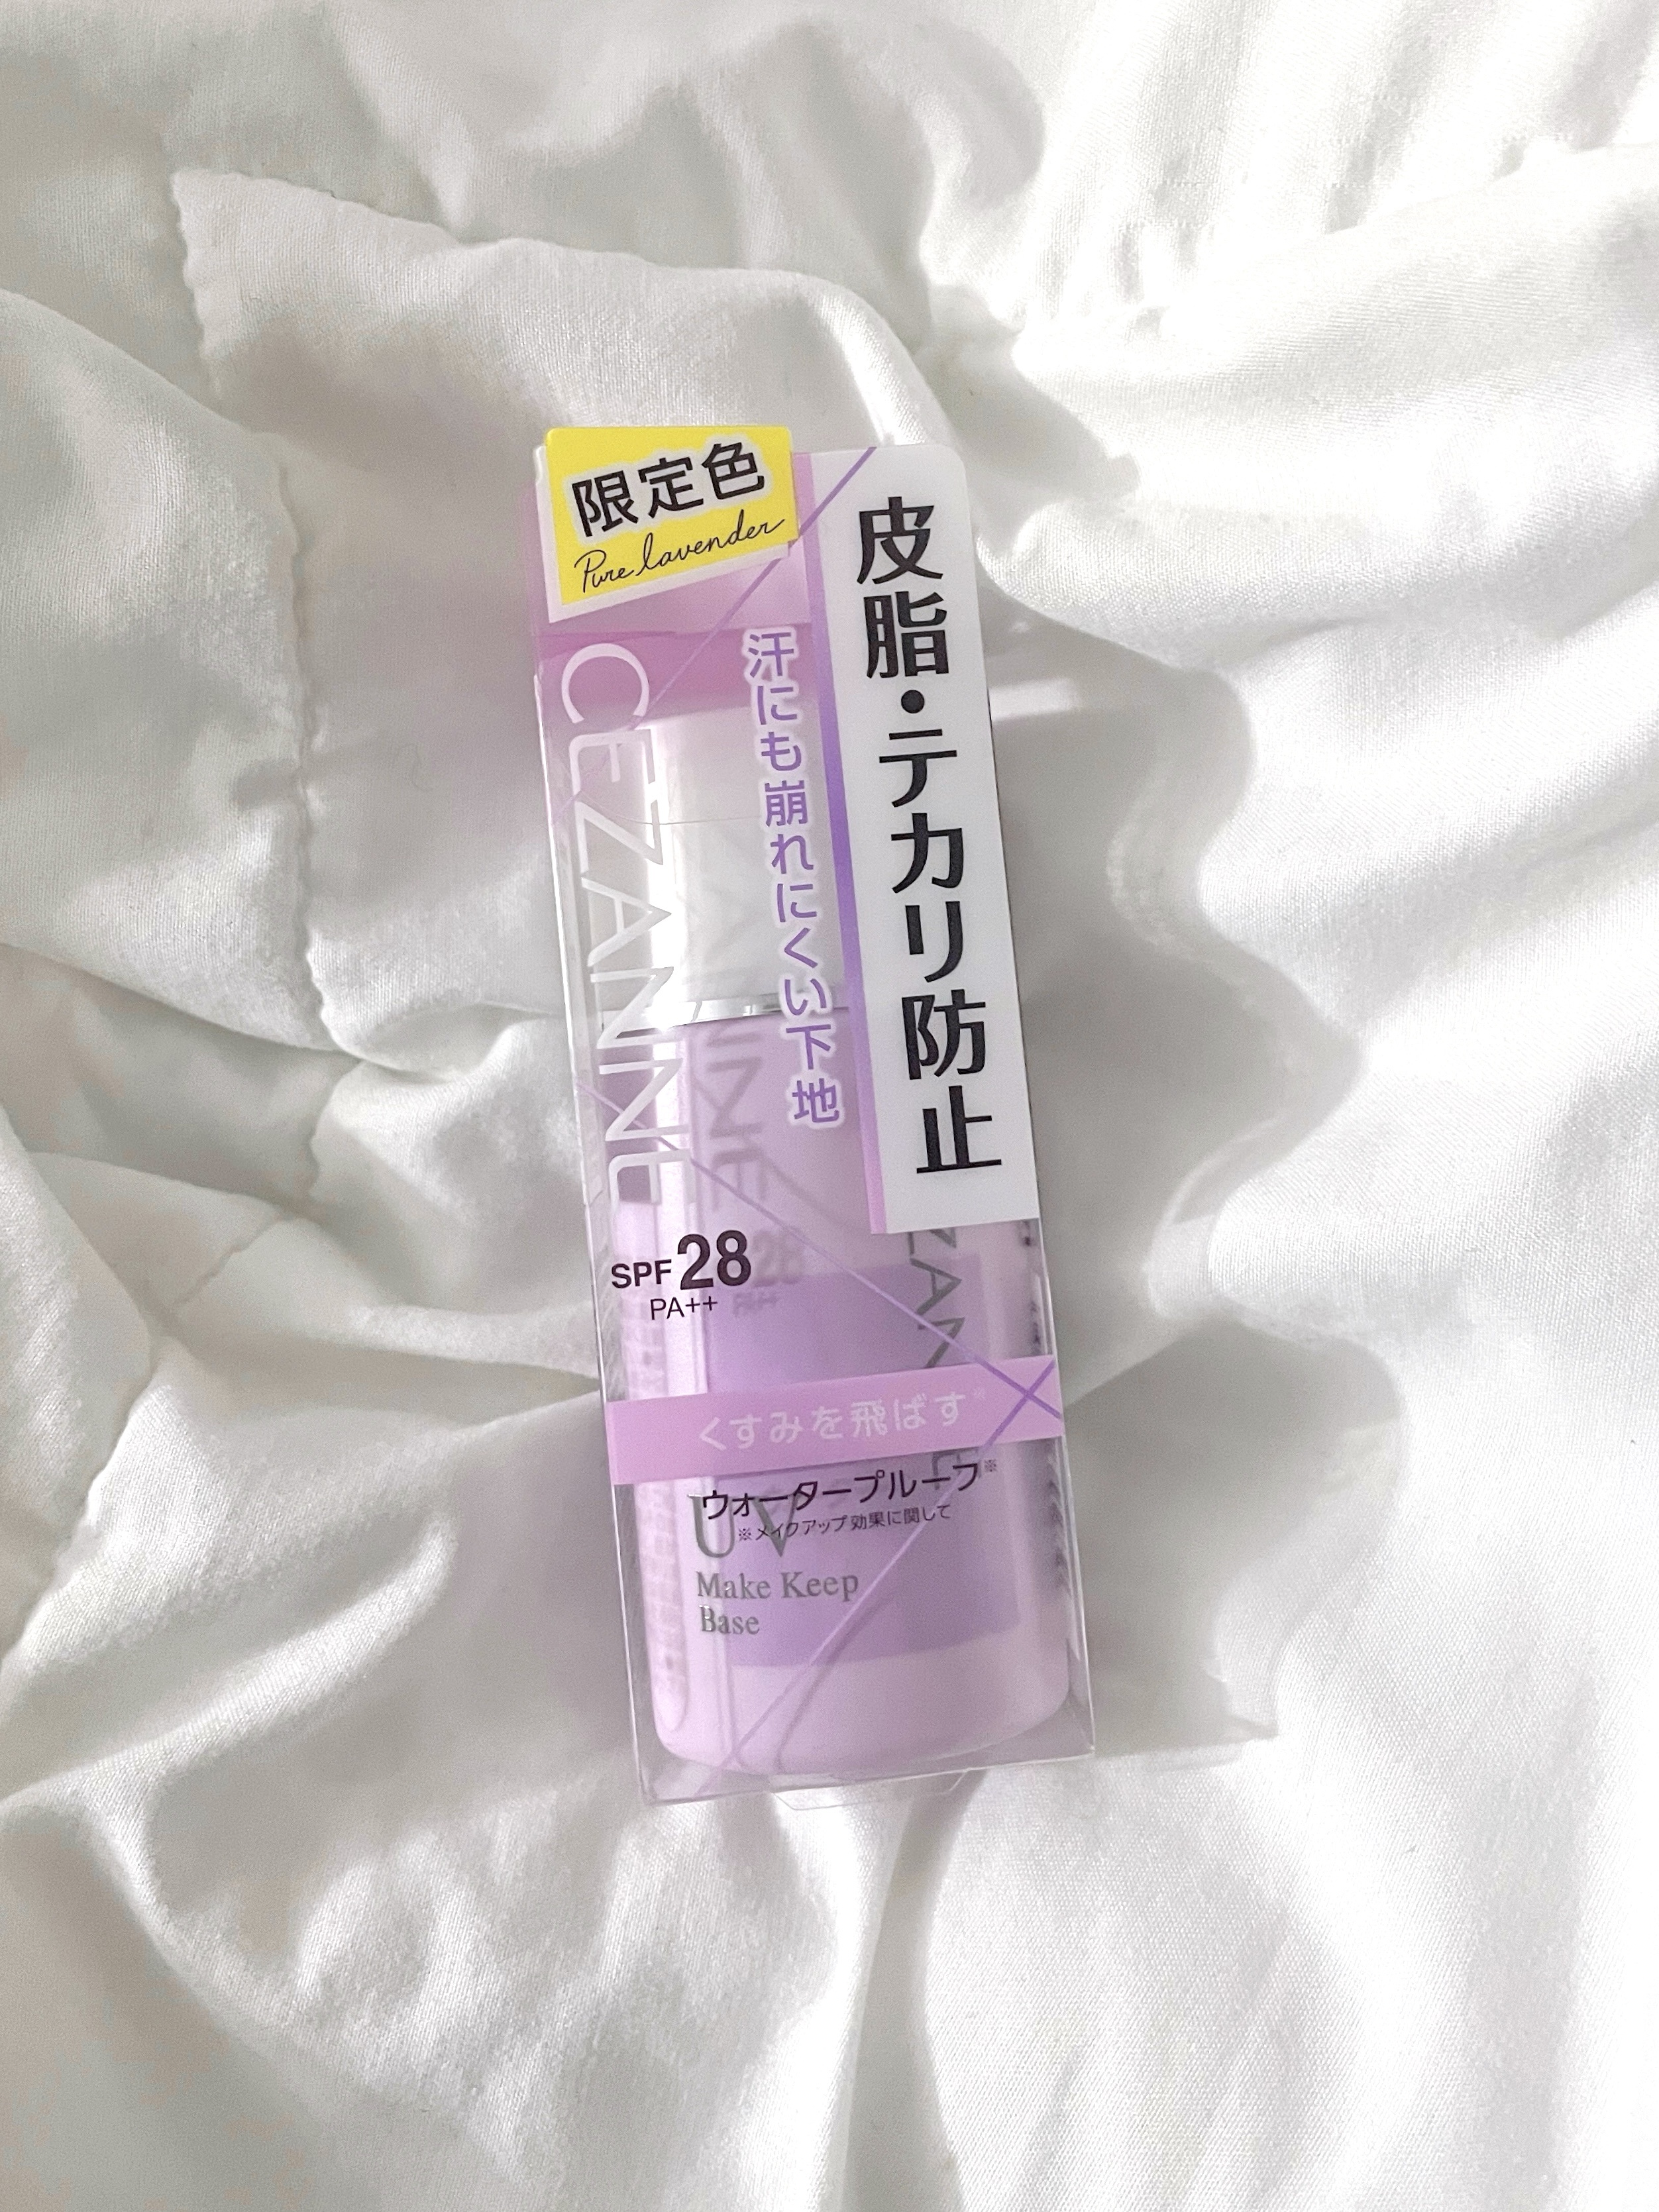 限定色
Pure lavender
皮脂・テカリ防止
汗にも崩れにくい下地
CEZANNE
SPF28
PA++
くすみを飛ばす※
ウォータープルーフ※
※メイクアップ効果に関して
UV
Make Keep
Base